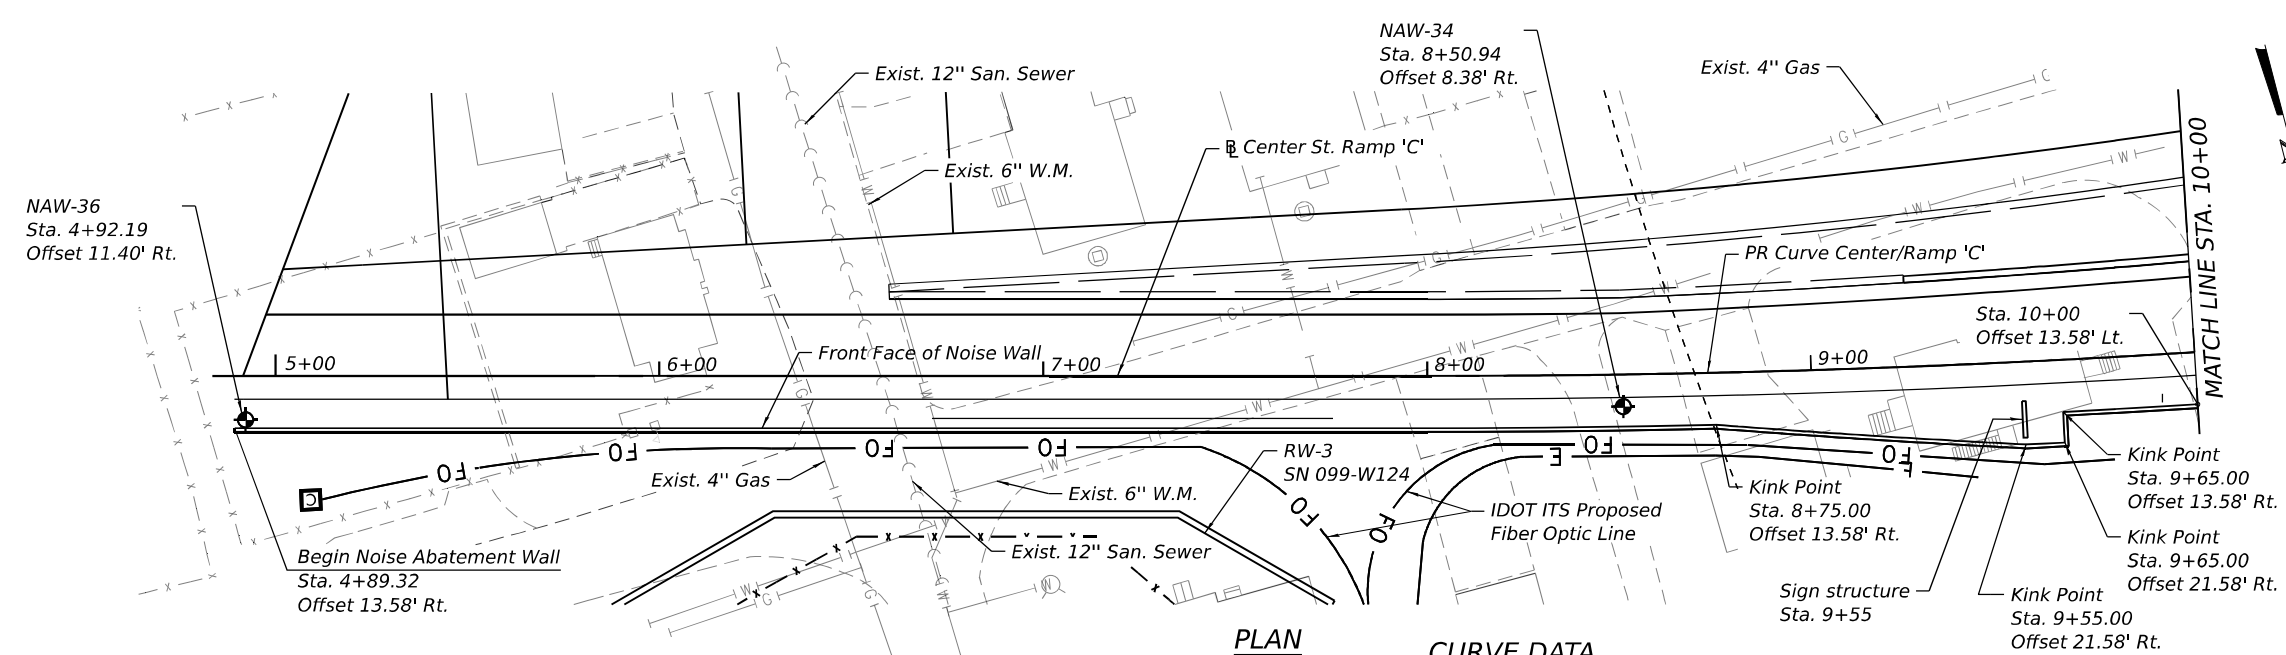 NAW-34
Sta. 8+50.94
Offset 8.38' Rt.
Exist. 12" San. Sewer
Exist. 4" Gas
Exist. 6" W.M.
B Center St. Ramp 'C'
NAW-36
Sta. 4+92.19
Offset 11.40' Rt.
PR Curve Center/Ramp 'C'
MATCH LINE STA. 10+00
Sta. 10+00
Offset 13.58' Lt.
5+00
6+00
7+00
8+00
9+00
Front Face of Noise Wall
FO
FO
FO
FO
FO
FO
FO
FO
E
E
C
G
G
G
G
G
G
G
G
G
G
W
W
W
W
W
W
W
W
W
W
W
W
Exist. 4" Gas
Exist. 6" W.M.
Exist. 12" San. Sewer
RW-3
SN 099-W124
IDOT ITS Proposed
Fiber Optic Line
Kink Point
Sta. 8+75.00
Offset 13.58' Rt.
Kink Point
Sta. 9+65.00
Offset 13.58' Rt.
Kink Point
Sta. 9+65.00
Offset 21.58' Rt.
Begin Noise Abatement Wall
Sta. 4+89.32
Offset 13.58' Rt.
Sign structure
Sta. 9+55
Kink Point
Sta. 9+55.00
Offset 21.58' Rt.
PLAN
CURVE DATA